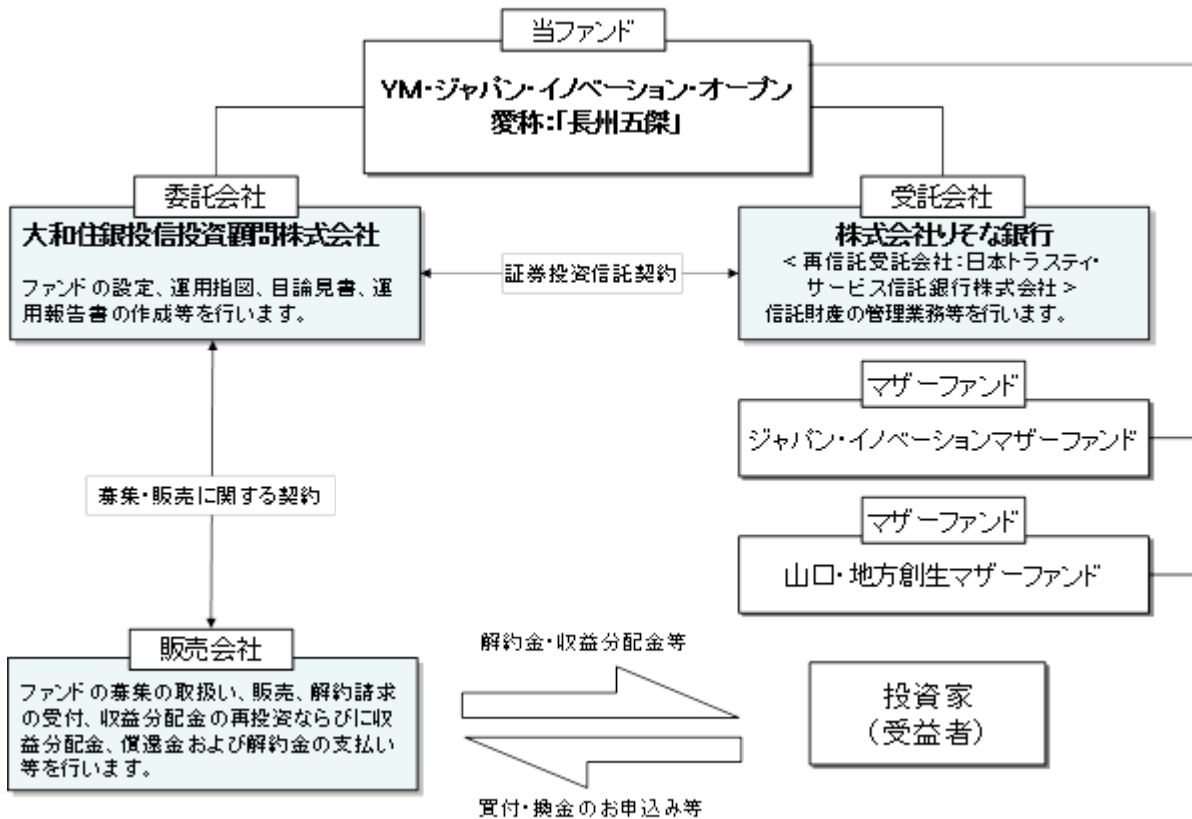 当ファンド
YM・ジャパン・イノベーション・オープン
愛称：「長州五傑」
委託会社
大和住銀投信投資顧問株式会社
ファンドの設定、運用指図、目論見書、運
用報告書の作成等を行います。
証券投資信託契約
受託会社
株式会社りそな銀行
＜再信託受託会社：日本トラスティ・
サービス信託銀行株式会社＞
信託財産の管理業務等を行います。
マザーファンド
ジャパン・イノベーションマザーファンド
マザーファンド
山口・地方創生マザーファンド
募集・販売に関する契約
販売会社
ファンドの募集の取扱い、販売、解約請求
の受付、収益分配金の再投資ならびに収
益分配金、償還金および解約金の支払い
等を行います。
解約金・収益分配金等
買付・換金のお申込み等
投資家
（受益者）